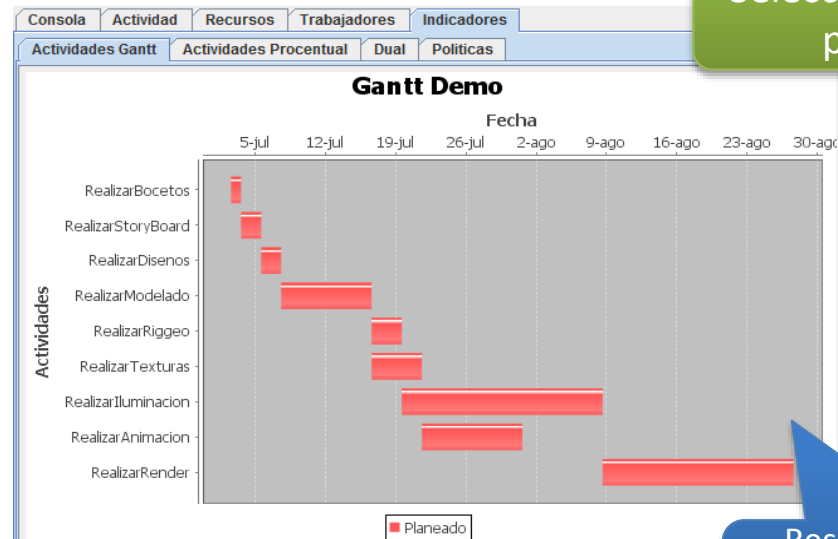 Consola Actividad Recursos Trabajadores Indicadores
Actividades Gantt Actividades Procentual Dual Politicas
Gantt Demo
Fecha
5-jul 12-jul 19-jul 26-jul 2-ago 9-ago 16-ago 23-ago 30-ago
Actividades
RealizarBocetos
RealizarStoryBoard
RealizarDisenos
RealizarModelado
RealizarRiggeo
RealizarTexturas
RealizarIluminacion
RealizarAnimacion
RealizarRender
Planeado